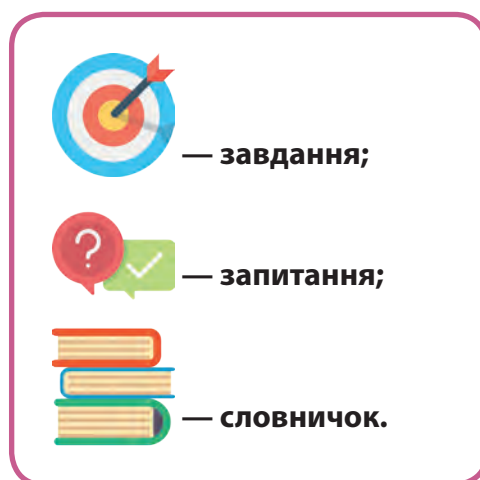 — завдання;
— запитання;
— словничок.